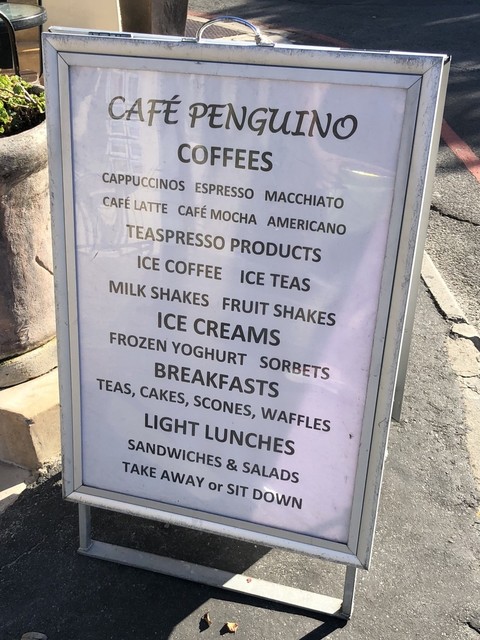 CAFÉ PENGUINO
COFFEES
CAPPUCCINOS ESPRESSO MACCHIATO
CAFÉ LATTE CAFÉ MOCHA AMERICANO
TEASPRESSO PRODUCTS
ICE COFFEE ICE TEAS
MILK SHAKES FRUIT SHAKES
ICE CREAMS
FROZEN YOGHURT SORBETS
BREAKFASTS
TEAS, CAKES, SCONES, WAFFLES
LIGHT LUNCHES
SANDWICHES & SALADS
TAKE AWAY or SIT DOWN